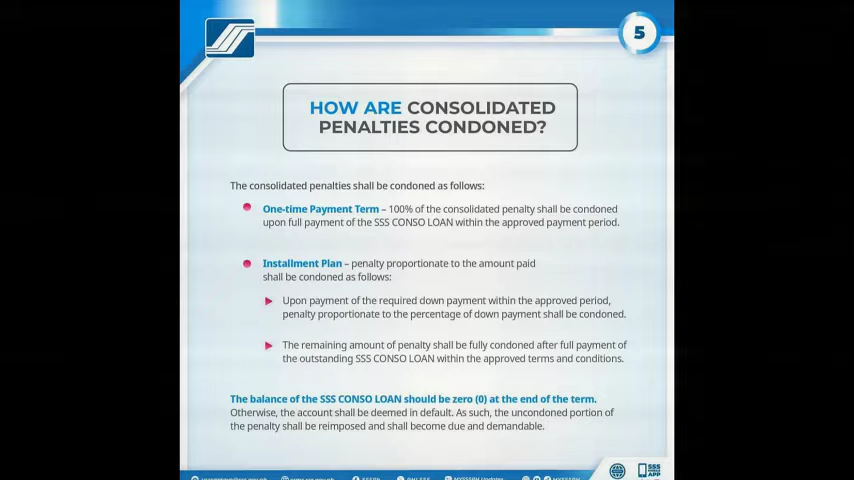 5
HOW ARE CONSOLIDATED
PENALTIES CONDONED?
The consolidated penalties shall be condoned as follows:
One-time Payment Term – 100% of the consolidated penalty shall be condoned
upon full payment of the SSS CONSO LOAN within the approved payment period.
Installment Plan – penalty proportionate to the amount paid
shall be condoned as follows:
Upon payment of the required down payment within the approved period,
penalty proportionate to the percentage of down payment shall be condoned.
The remaining amount of penalty shall be fully condoned after full payment of
the outstanding SSS CONSO LOAN within the approved terms and conditions.
The balance of the SSS CONSO LOAN should be zero (0) at the end of the term.
Otherwise, the account shall be deemed in default. As such, the uncondoned portion of
the penalty shall be reimposed and shall become due and demandable.
SSS
APP